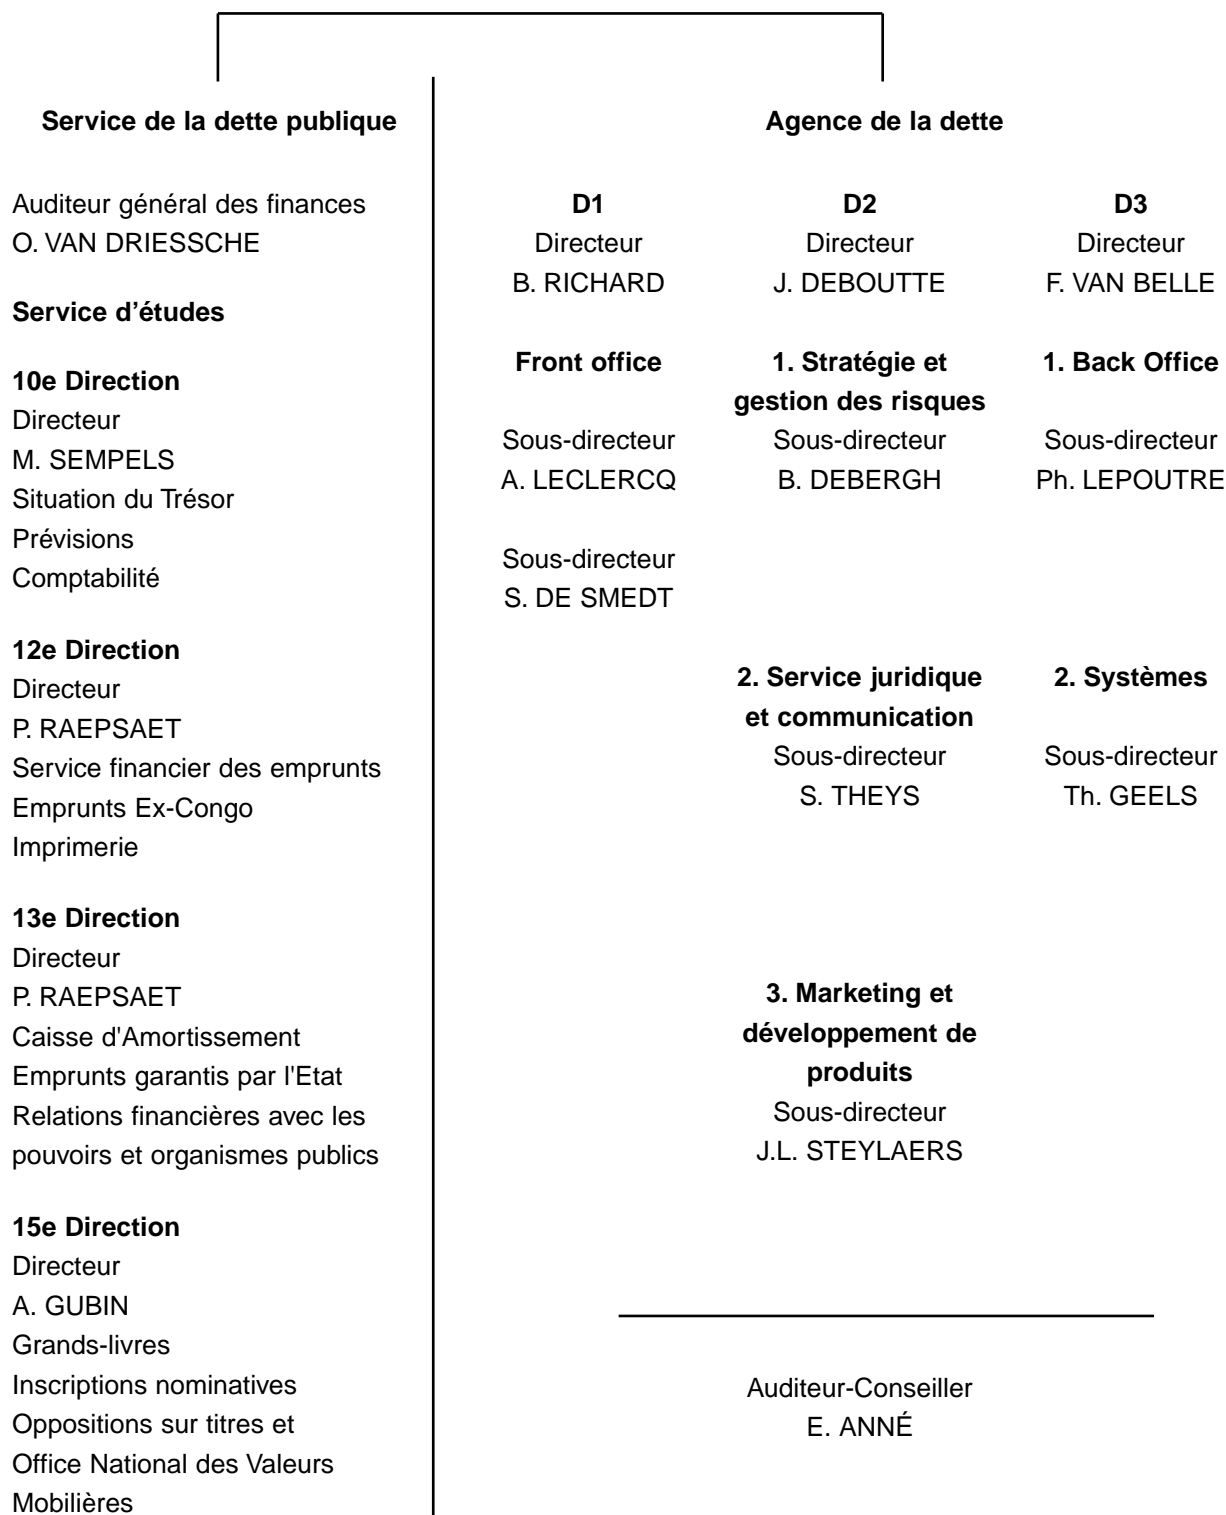 Service de la dette publique
Auditeur général des finances
O. VAN DRIESSCHE
Service d'études
10e Direction
Directeur
M. SEMPELS
Situation du Trésor
Prévisions
Comptabilité
12e Direction
Directeur
P. RAEPSAET
Service financier des emprunts
Emprunts Ex-Congo
Imprimerie
13e Direction
Directeur
P. RAEPSAET
Caisse d'Amortissement
Emprunts garantis par l'Etat
Relations financières avec les
pouvoirs et organismes publics
15e Direction
Directeur
A. GUBIN
Grands-livres
Inscriptions nominatives
Oppositions sur titres et
Office National des Valeurs
Mobilières
Agence de la dette
D1
Directeur
B. RICHARD
Front office
Sous-directeur
A. LECLERCQ
Sous-directeur
S. DE SMEDT
D2
Directeur
J. DEBOUTTE
1. Stratégie et
gestion des risques
Sous-directeur
B. DEBERGH
2. Service juridique
et communication
Sous-directeur
S. THEYS
3. Marketing et
développement de
produits
Sous-directeur
J.L. STEYLAERS
D3
Directeur
F. VAN BELLE
1. Back Office
Sous-directeur
Ph. LEPOUTRE
2. Systèmes
Sous-directeur
Th. GEELS
Auditeur-Conseiller
E. ANNÉ